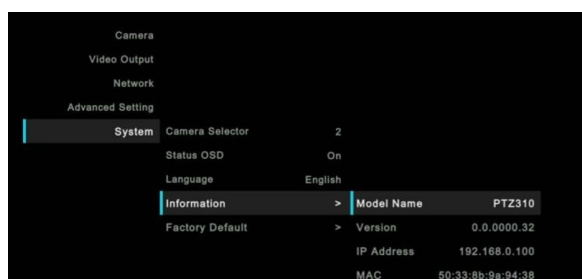 Camera
Video Output
Network
Advanced Setting
System Camera Selector 2
Status OSD On
Language English
Information > Model Name PTZ310
Factory Default > Version 0.0.0000.32
IP Address 192.168.0.100
MAC 50:33:8b:9a:94:38